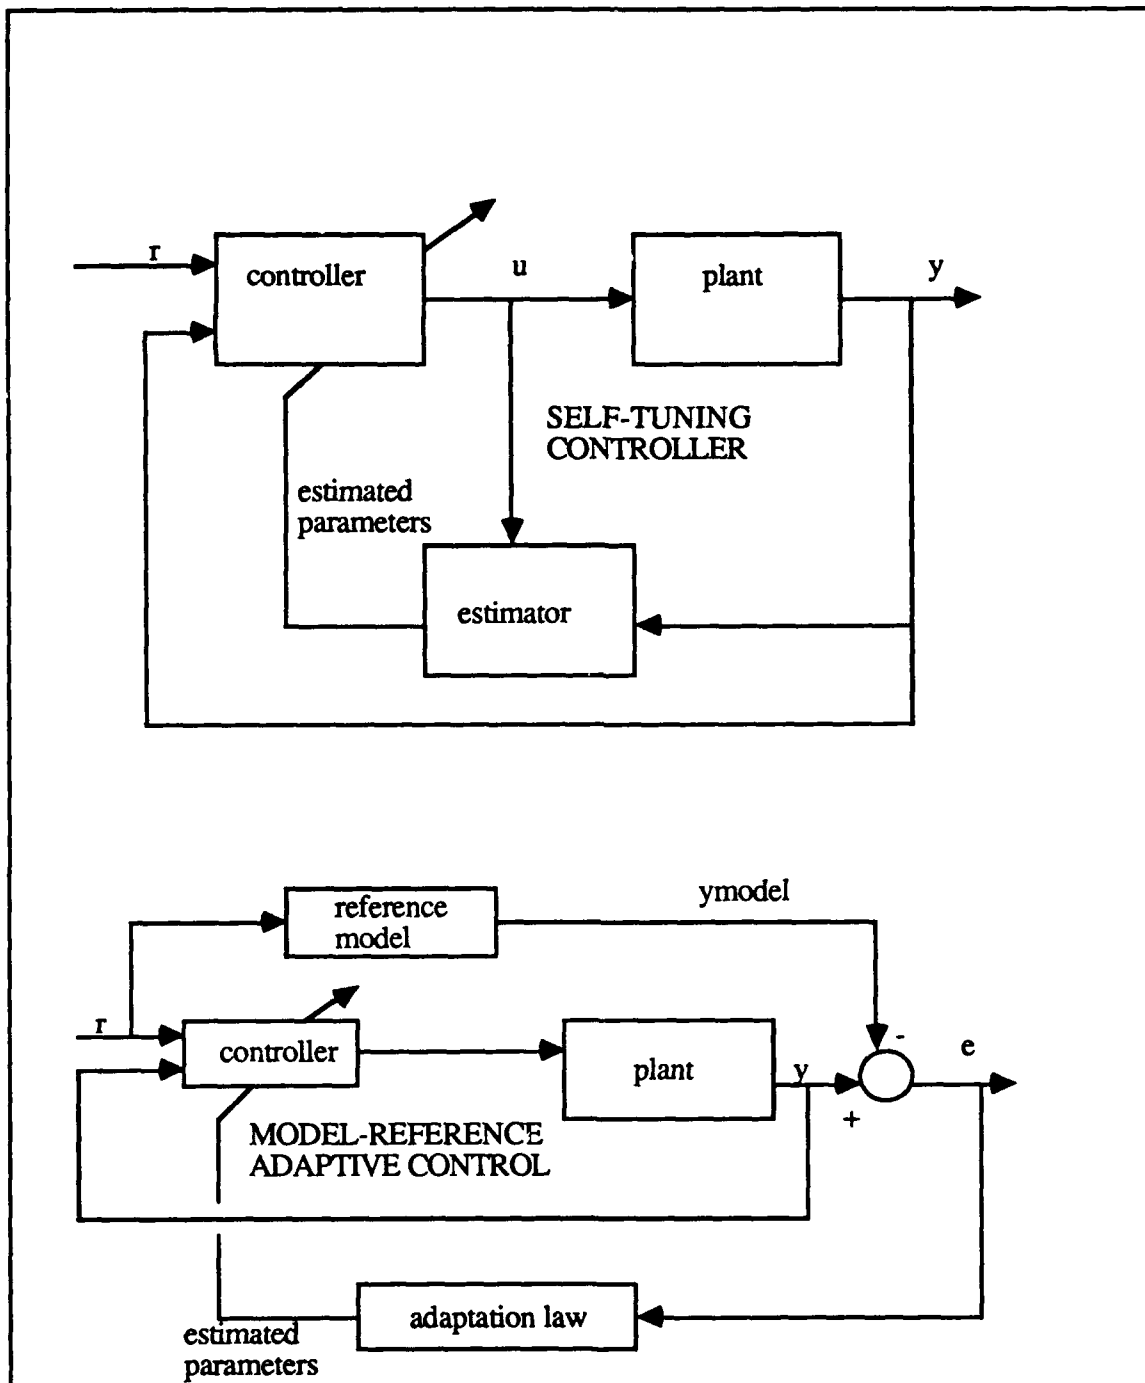 r
controller
u
plant
y
SELF-TUNING
CONTROLLER
estimated
parameters
estimator
reference
model
ymodel
r
controller
plant
y
-
+
e
MODEL-REFERENCE
ADAPTIVE CONTROL
adaptation law
estimated
parameters